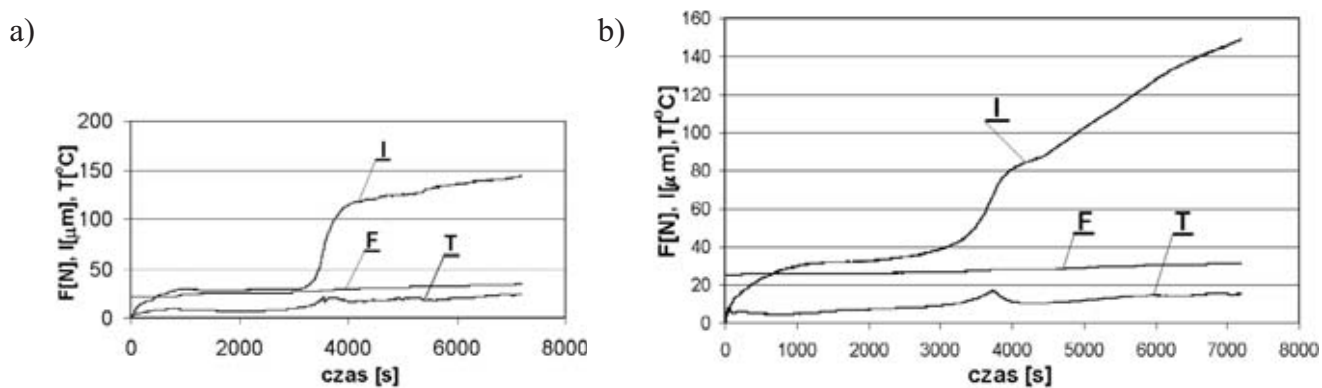 a)
F[N], I[μm], T[°C]
200
150
100
50
0
I
F
T
0 2000 4000 6000 8000
czas [s]
b)
F[N], I[μm], T[°C]
160
140
120
100
80
60
40
20
0
I
F
T
0 1000 2000 3000 4000 5000 6000 7000 8000
czas [s]